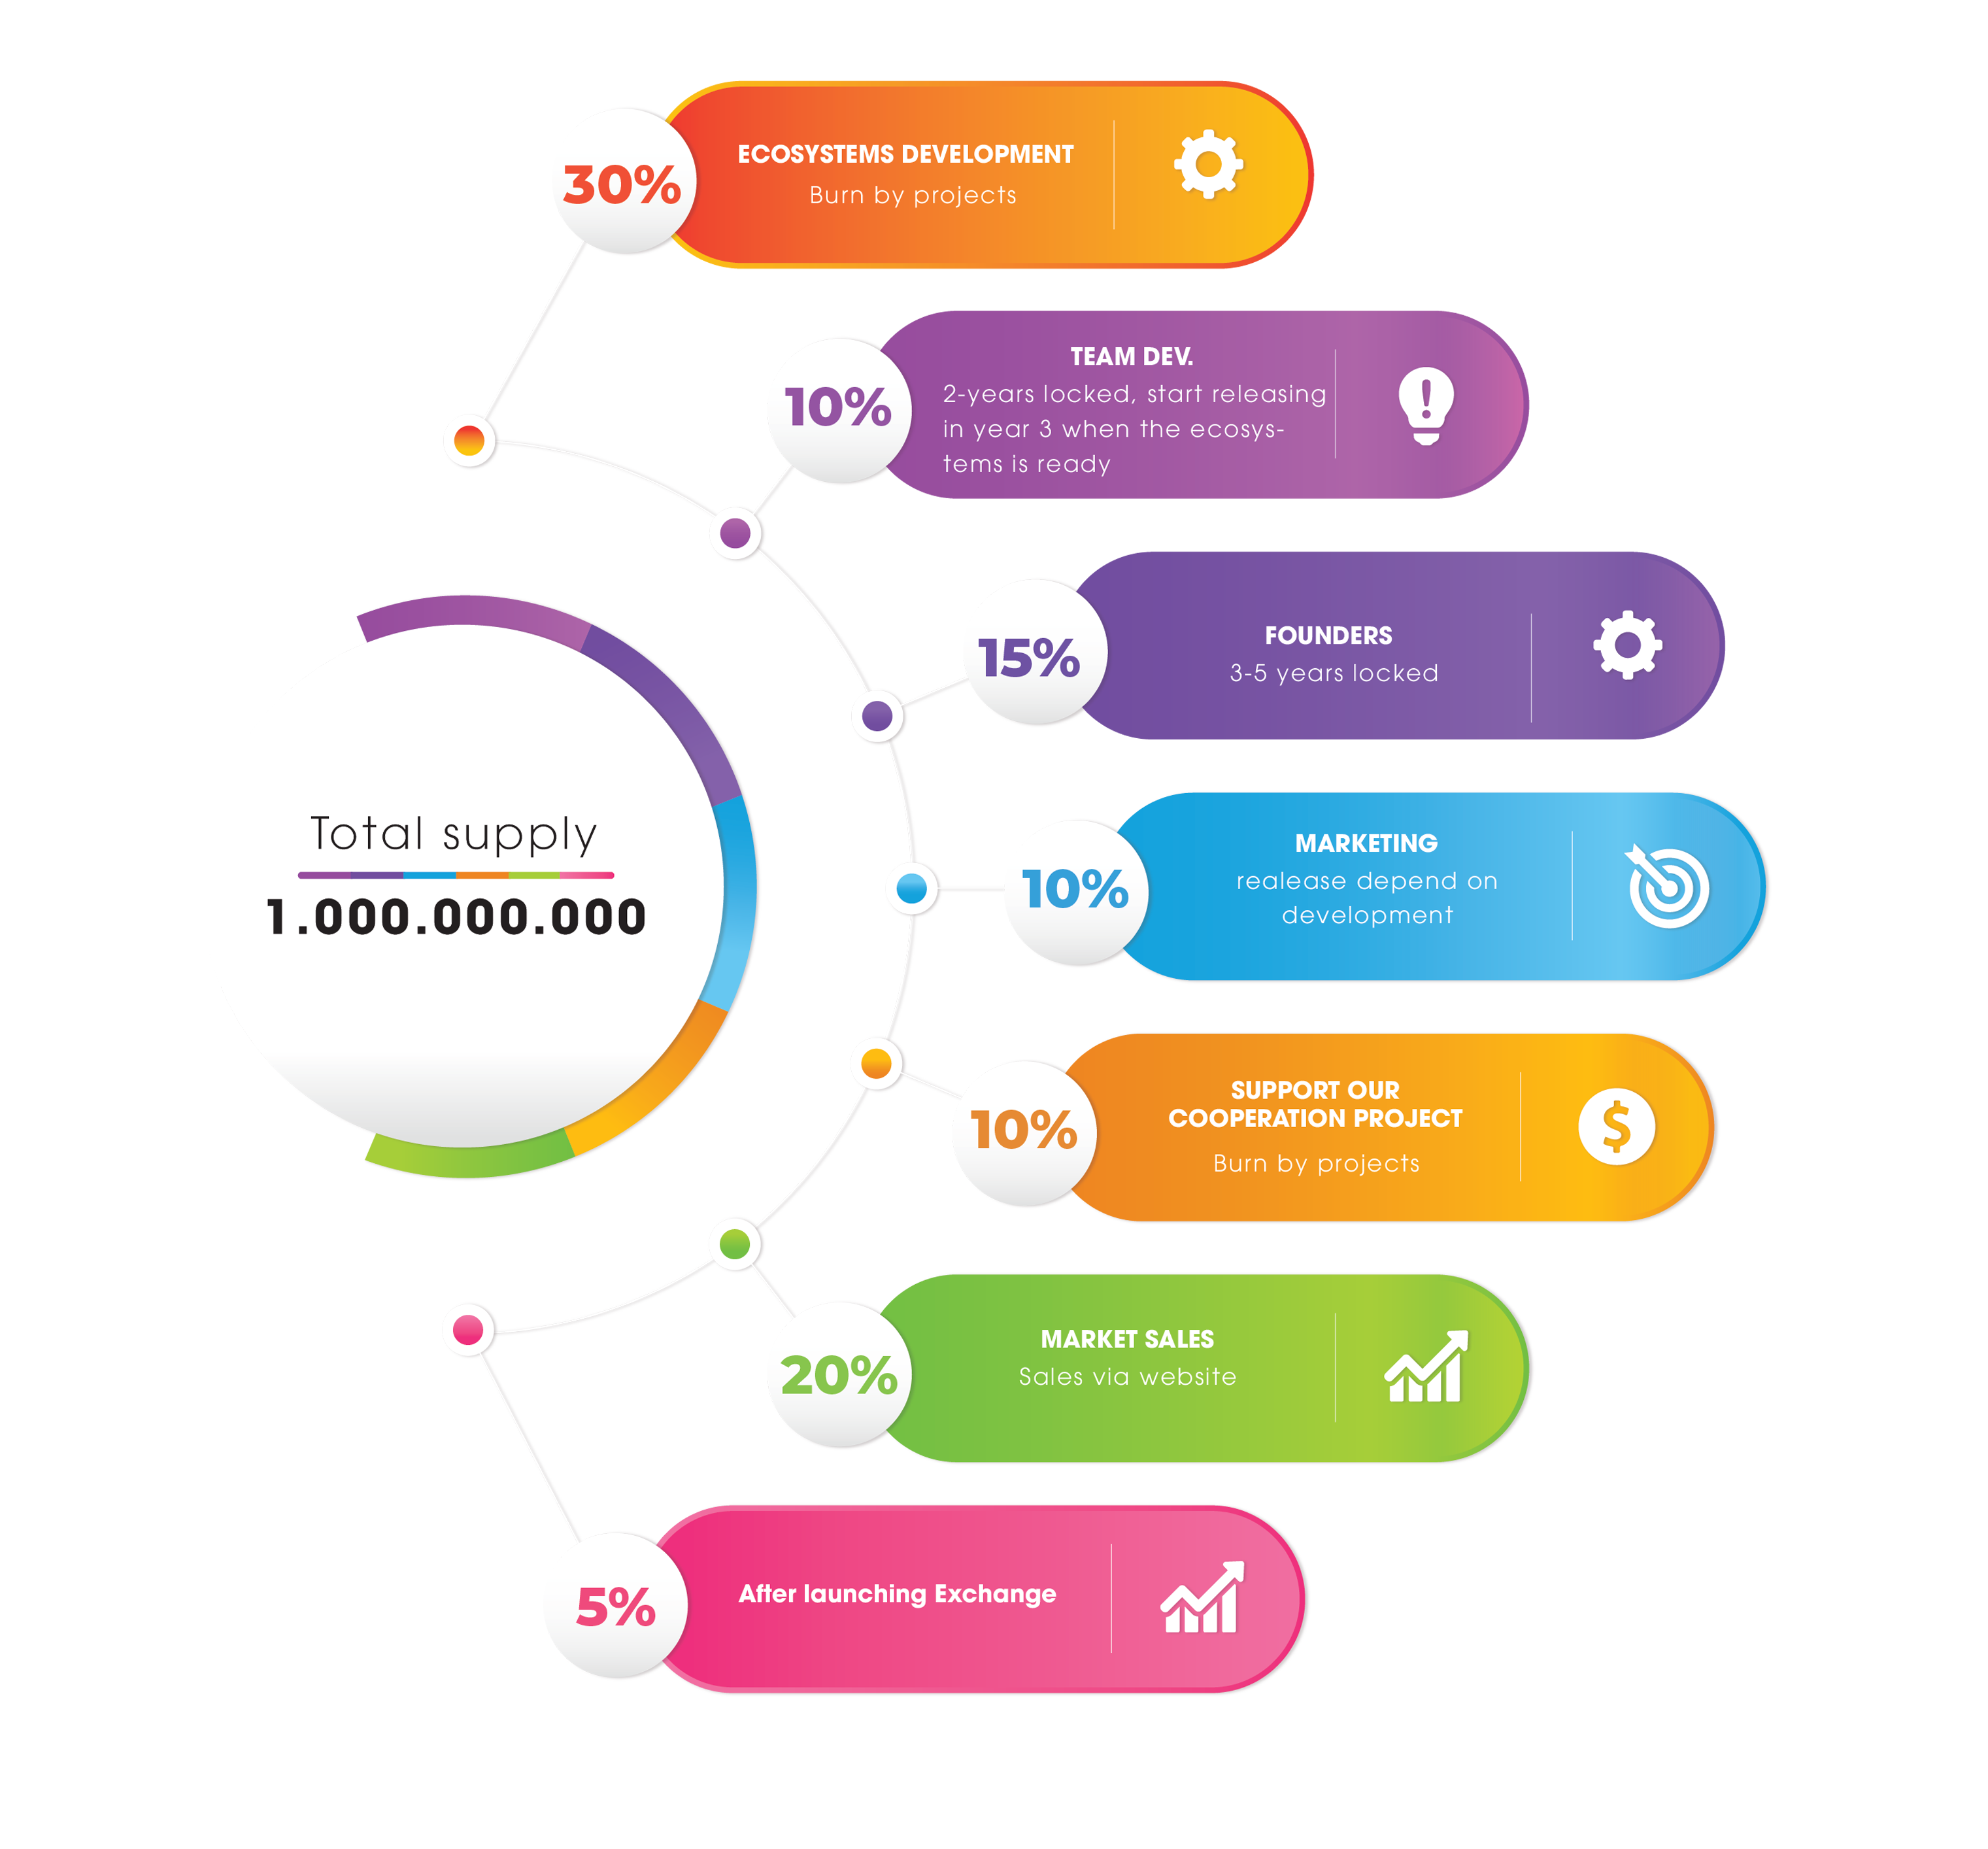 30%
ECOSYSTEMS DEVELOPMENT
Burn by projects
10%
TEAM DEV.
2-years locked, start releasing
in year 3 when the ecosys-
tems is ready
15%
FOUNDERS
3-5 years locked
Total supply
1.000.000.000
10%
MARKETING
realease depend on
development
10%
SUPPORT OUR
COOPERATION PROJECT
Burn by projects
20%
MARKET SALES
Sales via website
5%
After launching Exchange